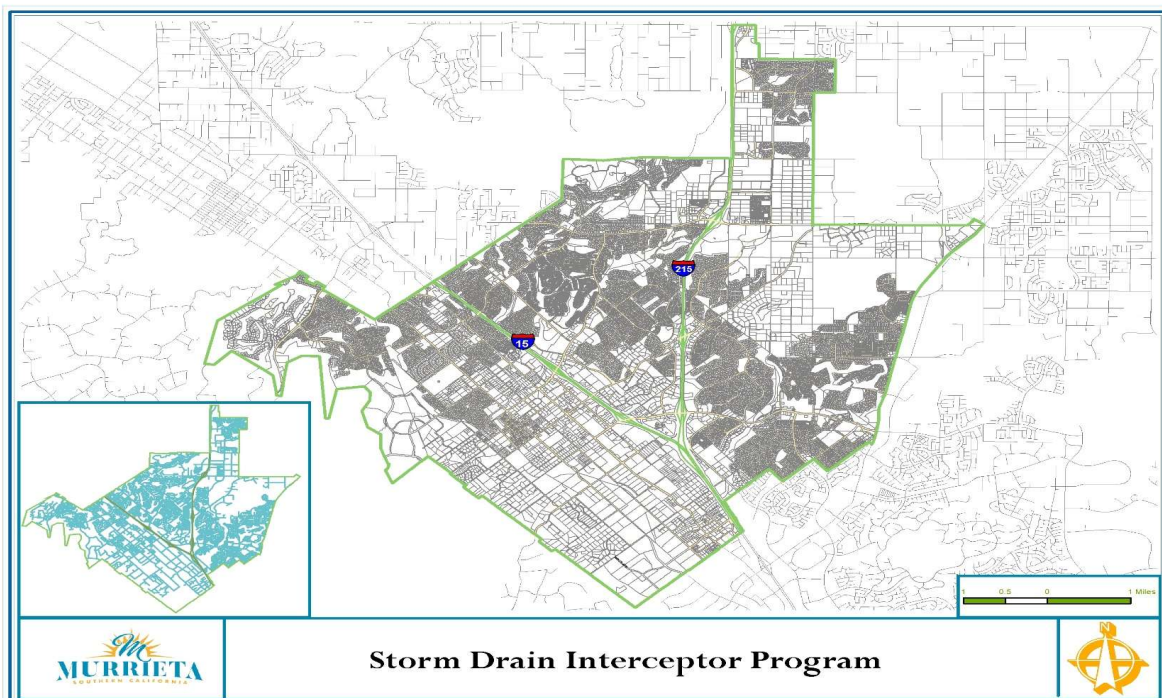 215
15
1 0.5 0 1 Miles
M
MURRIETA
SOUTHERN CALIFORNIA
Storm Drain Interceptor Program
N